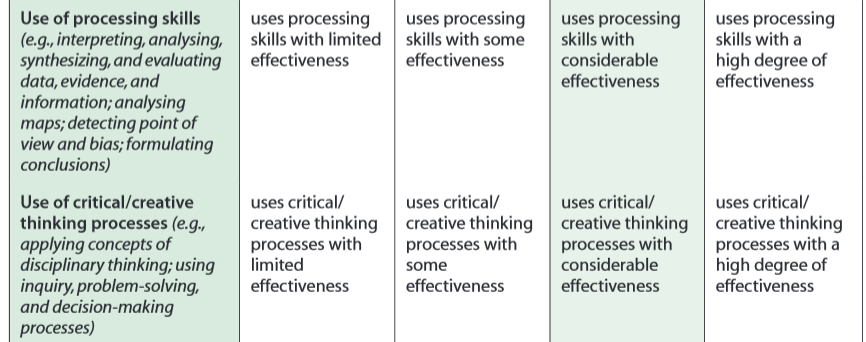 Use of processing skills
(e.g., interpreting, analysing,
synthesizing, and evaluating
data, evidence, and
information; analysing
maps; detecting point of
view and bias; formulating
conclusions)
uses processing
skills with limited
effectiveness
uses processing
skills with some
effectiveness
uses processing
skills with
considerable
effectiveness
uses processing
skills with a
high degree of
effectiveness
Use of critical/creative
thinking processes (e.g.,
applying concepts of
disciplinary thinking; using
inquiry, problem-solving,
and decision-making
processes)
uses critical/
creative thinking
processes with
limited
effectiveness
uses critical/
creative thinking
processes with
some
effectiveness
uses critical/
creative thinking
processes with
considerable
effectiveness
uses critical/
creative thinking
processes with a
high degree of
effectiveness